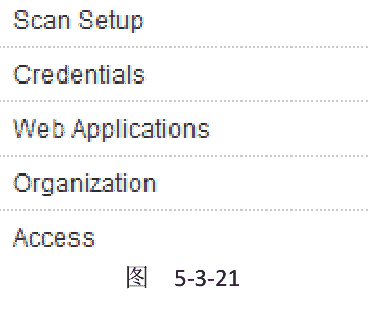 Scan Setup
Credentials
Web Applications
Organization
Access
图 5-3-21